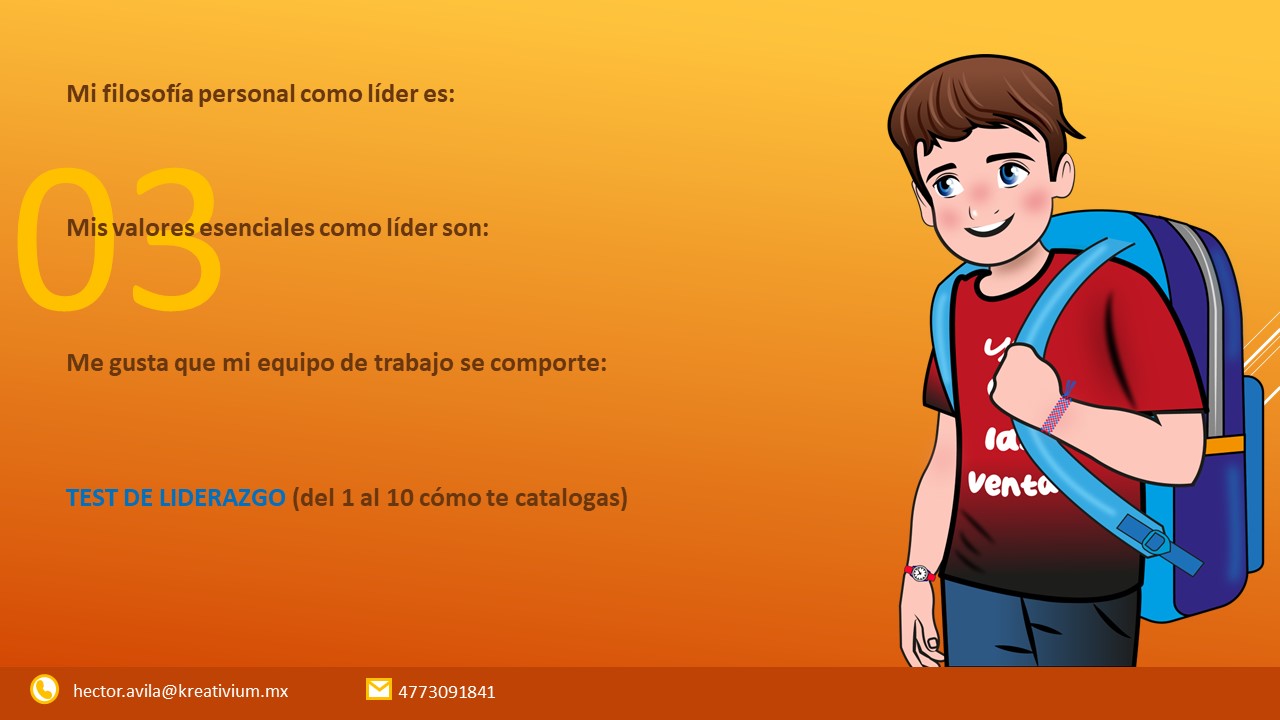 Mi filosofía personal como líder es:
03
Mis valores esenciales como líder son:
Me gusta que mi equipo de trabajo se comporte:
TEST DE LIDERAZGO (del 1 al 10 cómo te catalogas)
la
venta
hector.avila@kreativium.mx
4773091841